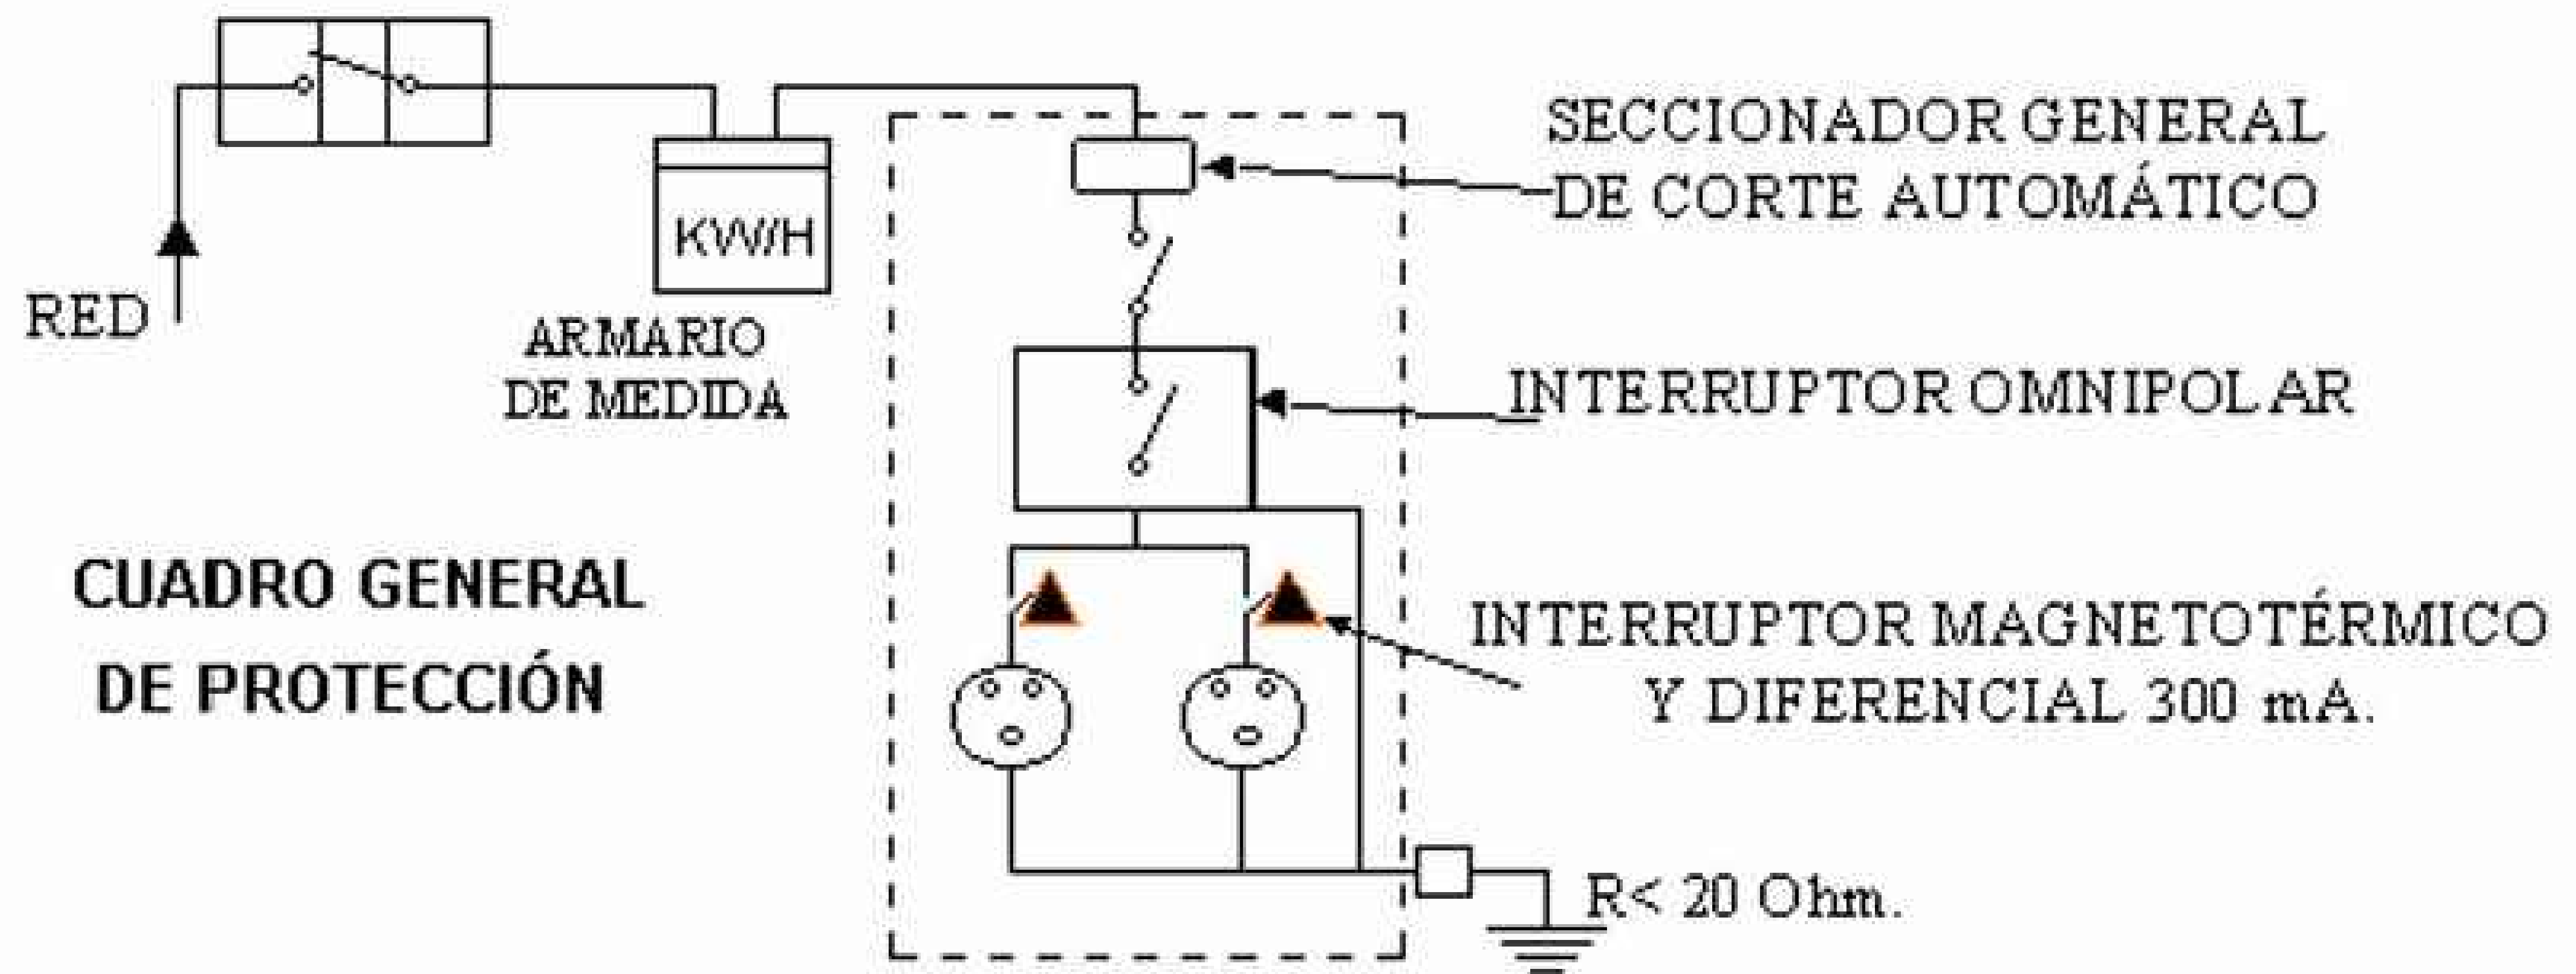 SECCIONADOR GENERAL
DE CORTE AUTOMÁTICO
KW/H
RED
ARMARIO
DE MEDIDA
INTERRUPTOR OMNIPOLAR
CUADRO GENERAL
DE PROTECCIÓN
INTERRUPTOR MAGNETOTÉRMICO
Y DIFERENCIAL 300 mA.
R< 20 Ohm.